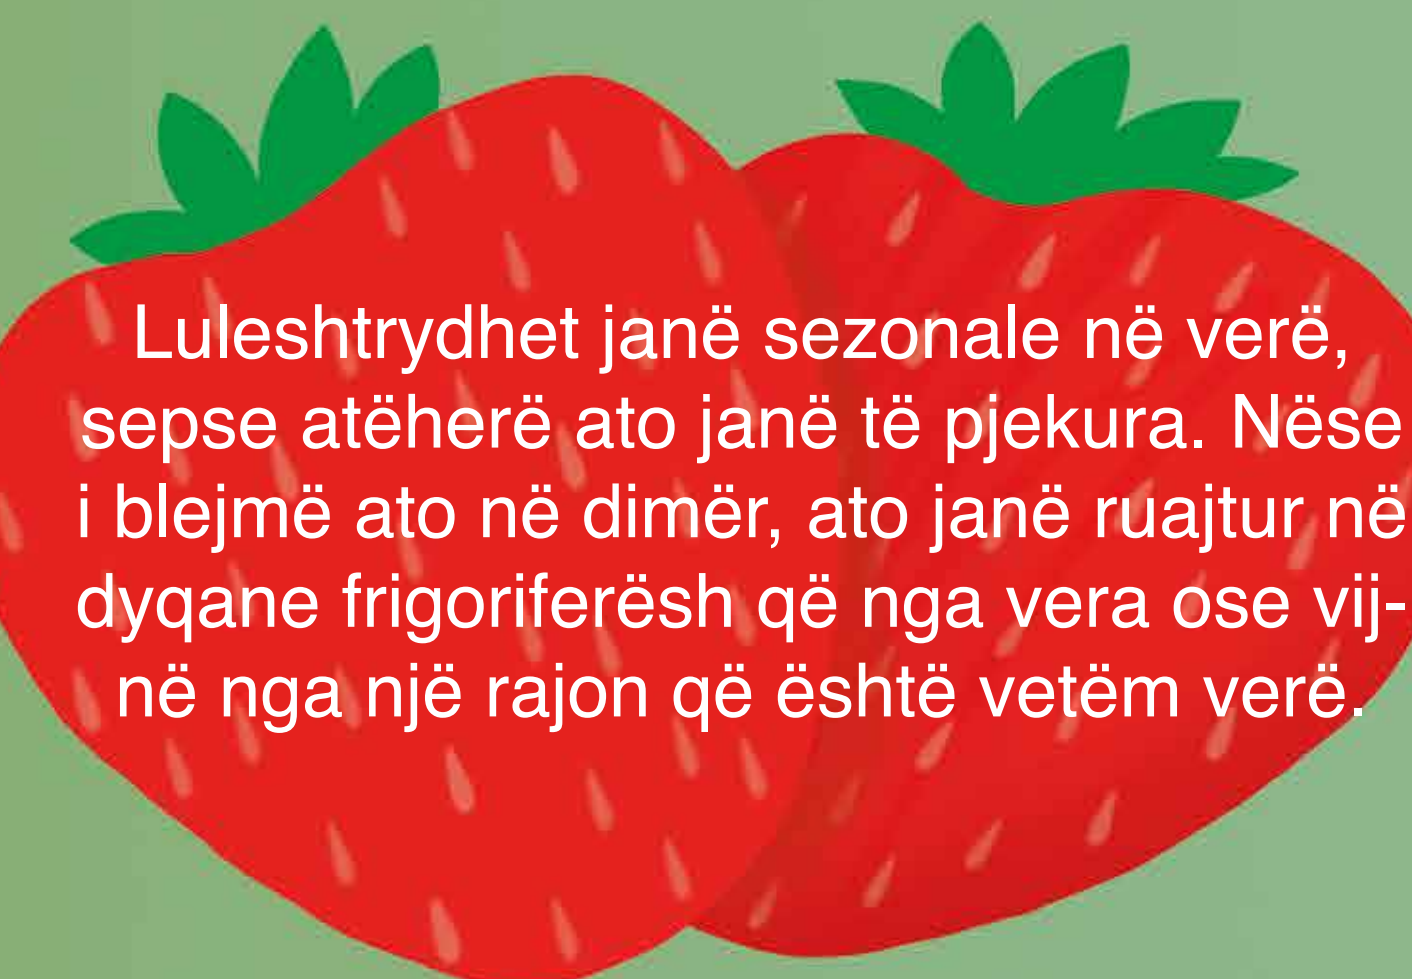 Luleshtrydhet janë sezonale në verë,
sepse atëherë ato janë të pjekura. Nëse
i blejmë ato në dimër, ato janë ruajtur në
dyqane frigoriferësh që nga vera ose vij-
në nga një rajon që është vetëm verë.